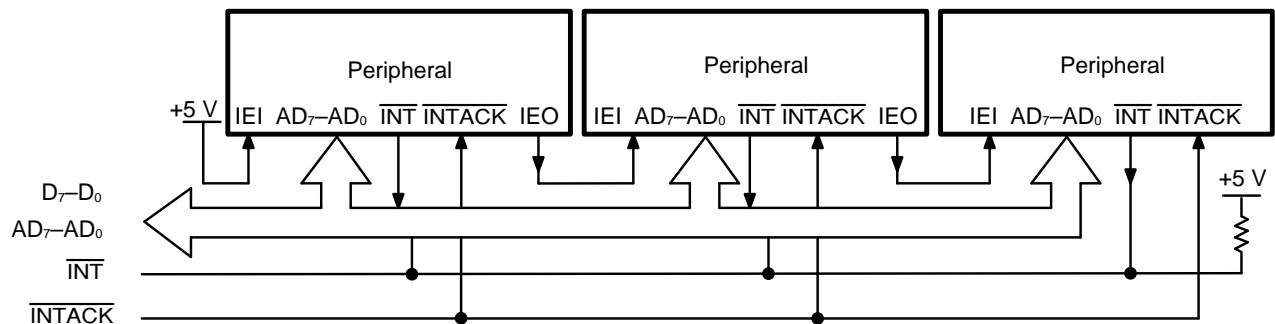 Peripheral Peripheral Peripheral
+5 V IEI AD₇–AD₀ INT INTACK IEO IEI AD₇–AD₀ INT INTACK IEO IEI AD₇–AD₀ INT INTACK
D₇–D₀ +5 V
AD₇–AD₀
INT
INTACK